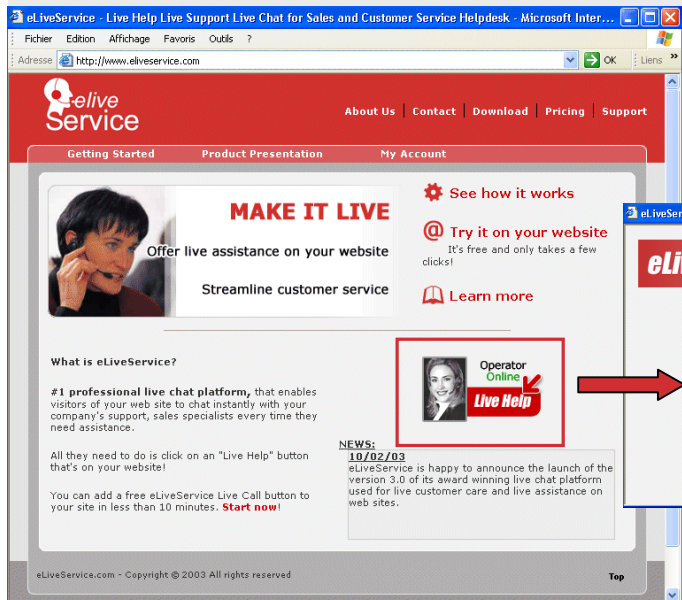 eLiveService - Live Help Live Support Live Chat for Sales and Customer Service Helpdesk - Microsoft Inter...
Fichier Edition Affichage Favoris Outils ?
Adresse http://www.eliveservice.com OK Liens »
elive
Service
About Us | Contact | Download | Pricing | Support
Getting Started Product Presentation My Account
MAKE IT LIVE
Offer live assistance on your website
Streamline customer service
See how it works
@ Try it on your website
It's free and only takes a few
clicks!
Learn more
eLiveSer
eLi
What is eLiveService?
#1 professional live chat platform, that enables
visitors of your web site to chat instantly with your
company's support, sales specialists every time they
need assistance.
All they need to do is click on an "Live Help" button
that's on your website!
You can add a free eLiveService Live Call button to
your site in less than 10 minutes. Start now!
Operator
Online
Live Help
NEWS:
10/02/03
eLiveService is happy to announce the launch of the
version 3.0 of its award winning live chat platform
used for live customer care and live assistance on
web sites.
eLiveService.com - Copyright © 2003 All rights reserved
Top